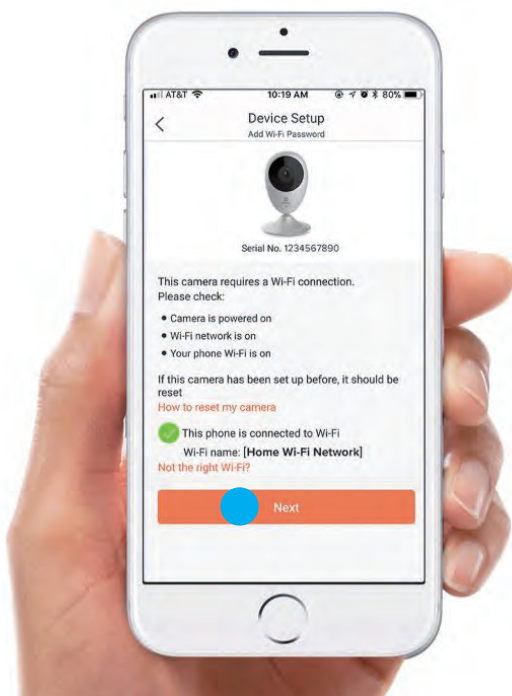 AT&T 10:19 AM 80%
Device Setup
Add Wi-Fi Password
Serial No. 1234567890
This camera requires a Wi-Fi connection.
Please check:
• Camera is powered on
• Wi-Fi network is on
• Your phone Wi-Fi is on
If this camera has been set up before, it should be
reset
How to reset my camera
This phone is connected to Wi-Fi
Wi-Fi name: [Home Wi-Fi Network]
Not the right Wi-Fi?
Next